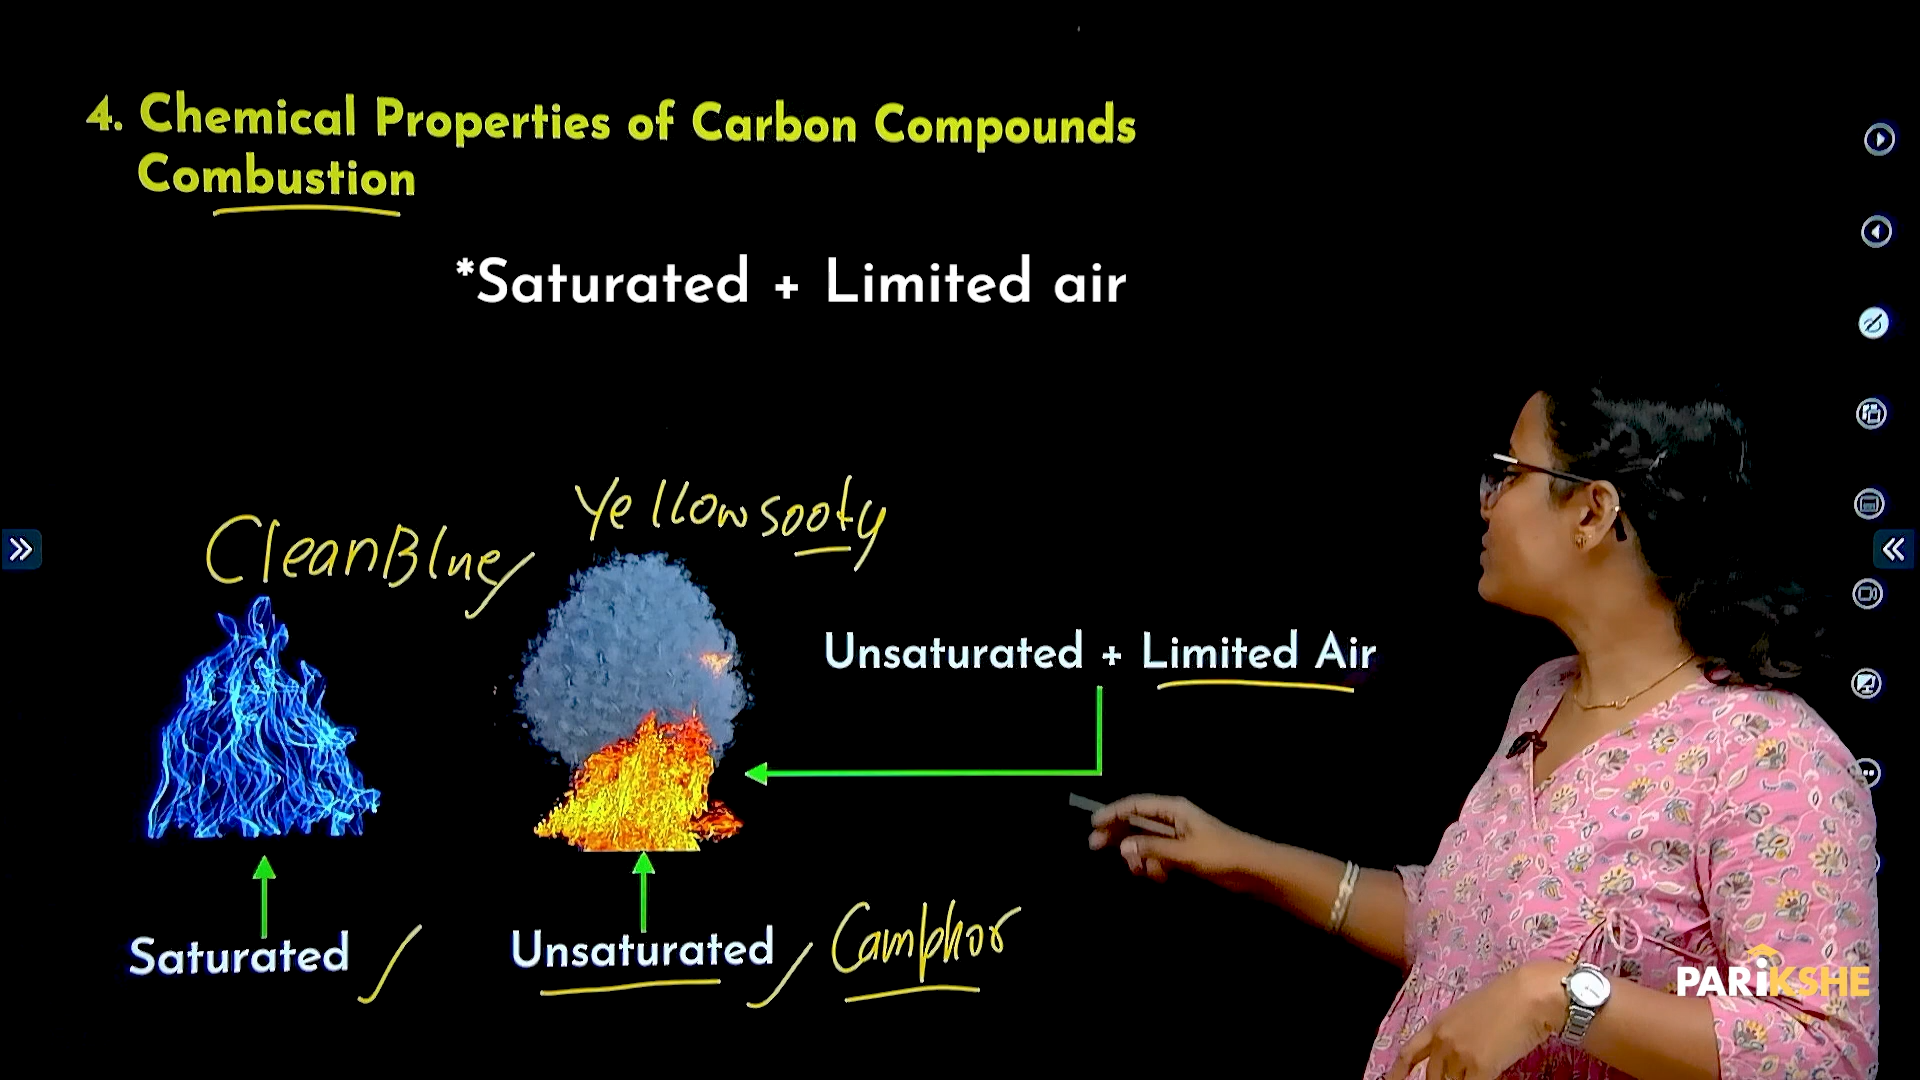 4. Chemical Properties of Carbon Compounds
Combustion
*Saturated + Limited air
Yellow sooty
Clean Blue
Unsaturated + Limited Air
Saturated
Unsaturated
Camphor
PARIKSHE